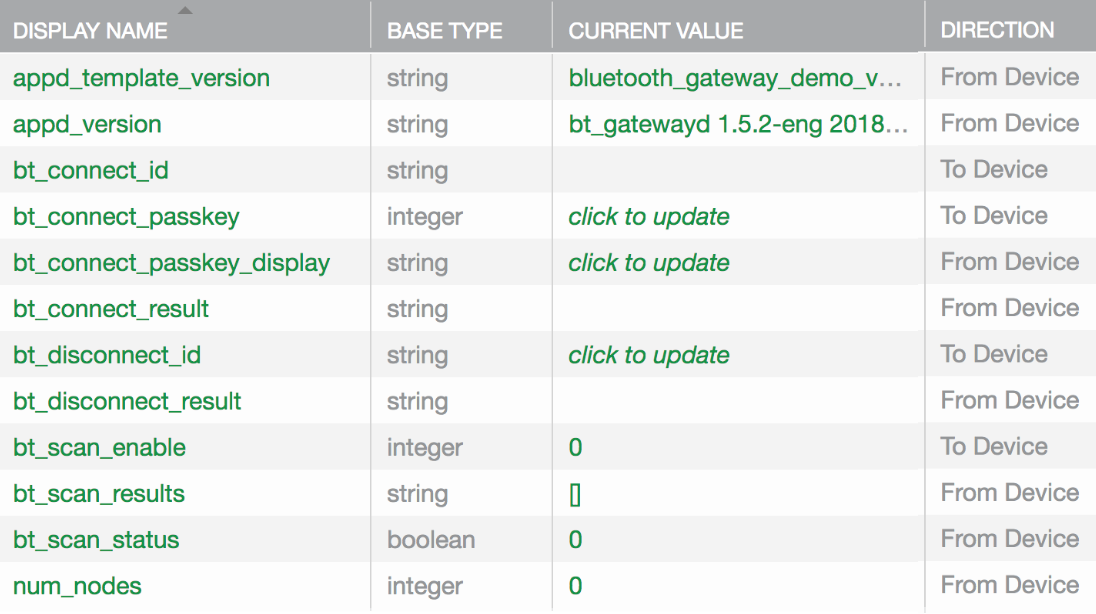 DISPLAY NAME BASE TYPE CURRENT VALUE DIRECTION
appd_template_version string bluetooth_gateway_demo_v... From Device
appd_version string bt_gatewayd 1.5.2-eng 2018... From Device
bt_connect_id string To Device
bt_connect_passkey integer click to update To Device
bt_connect_passkey_display string click to update From Device
bt_connect_result string From Device
bt_disconnect_id string click to update To Device
bt_disconnect_result string From Device
bt_scan_enable integer 0 To Device
bt_scan_results string [] From Device
bt_scan_status boolean 0 From Device
num_nodes integer 0 From Device